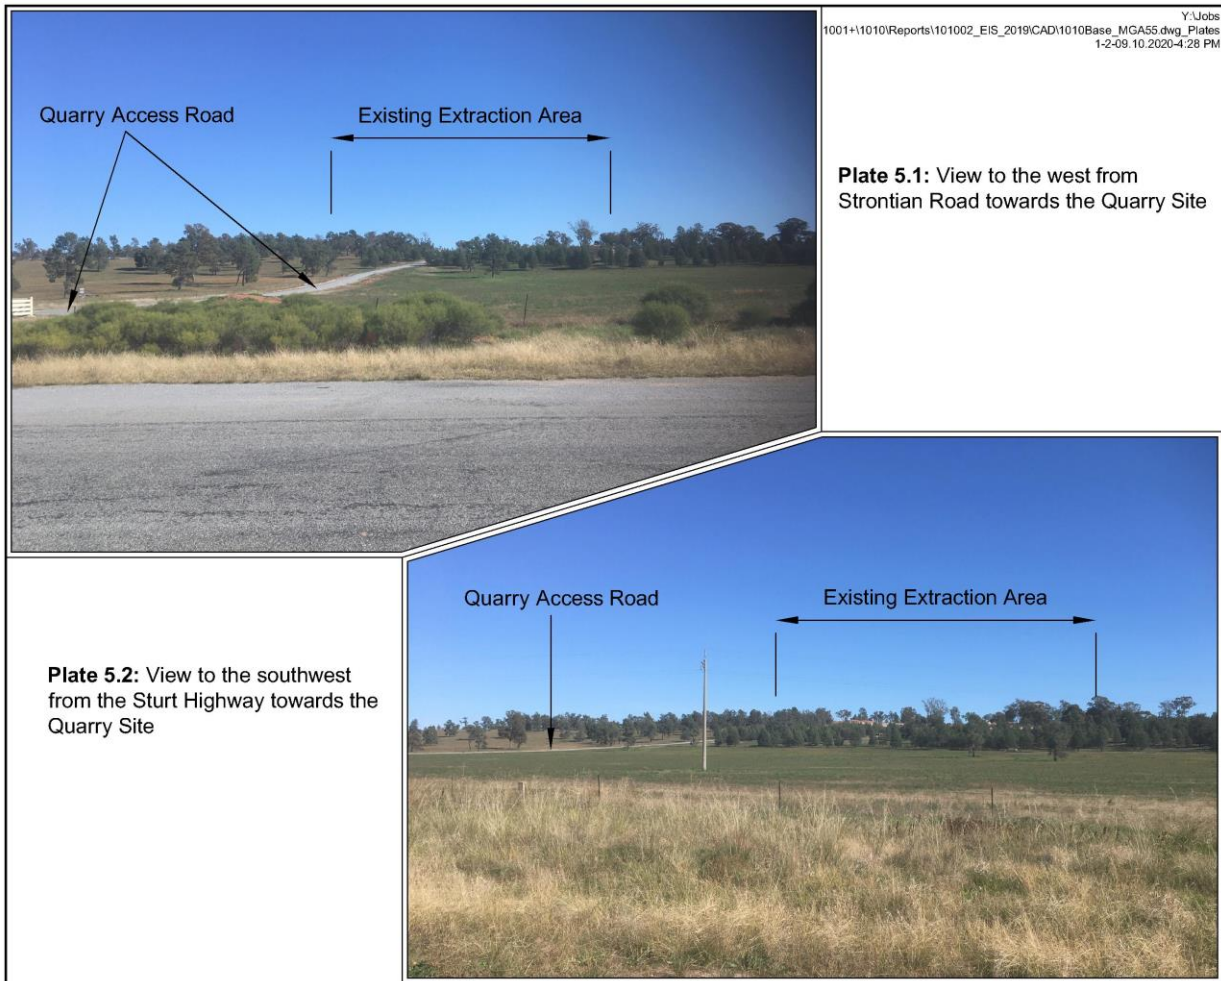 Y:\Jobs
1001+\1010\Reports\101002_EIS_2019\CAD\1010Base_MGA55.dwg_Plates
1-2-09.10.2020-4:28 PM
Quarry Access Road
Existing Extraction Area
Plate 5.1: View to the west from
Strontian Road towards the Quarry Site
Quarry Access Road
Existing Extraction Area
Plate 5.2: View to the southwest
from the Sturt Highway towards the
Quarry Site